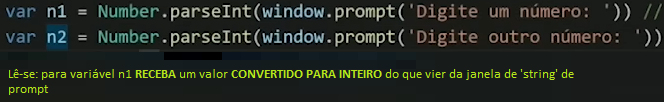 var n1 = Number.parseInt(window.prompt('Digite um número: ')) //
var n2 = Number.parseInt(window.prompt('Digite outro número: '))
Lê-se: para variável n1 RECEBA um valor CONVERTIDO PARA INTEIRO do que vier da janela de 'string' de
prompt